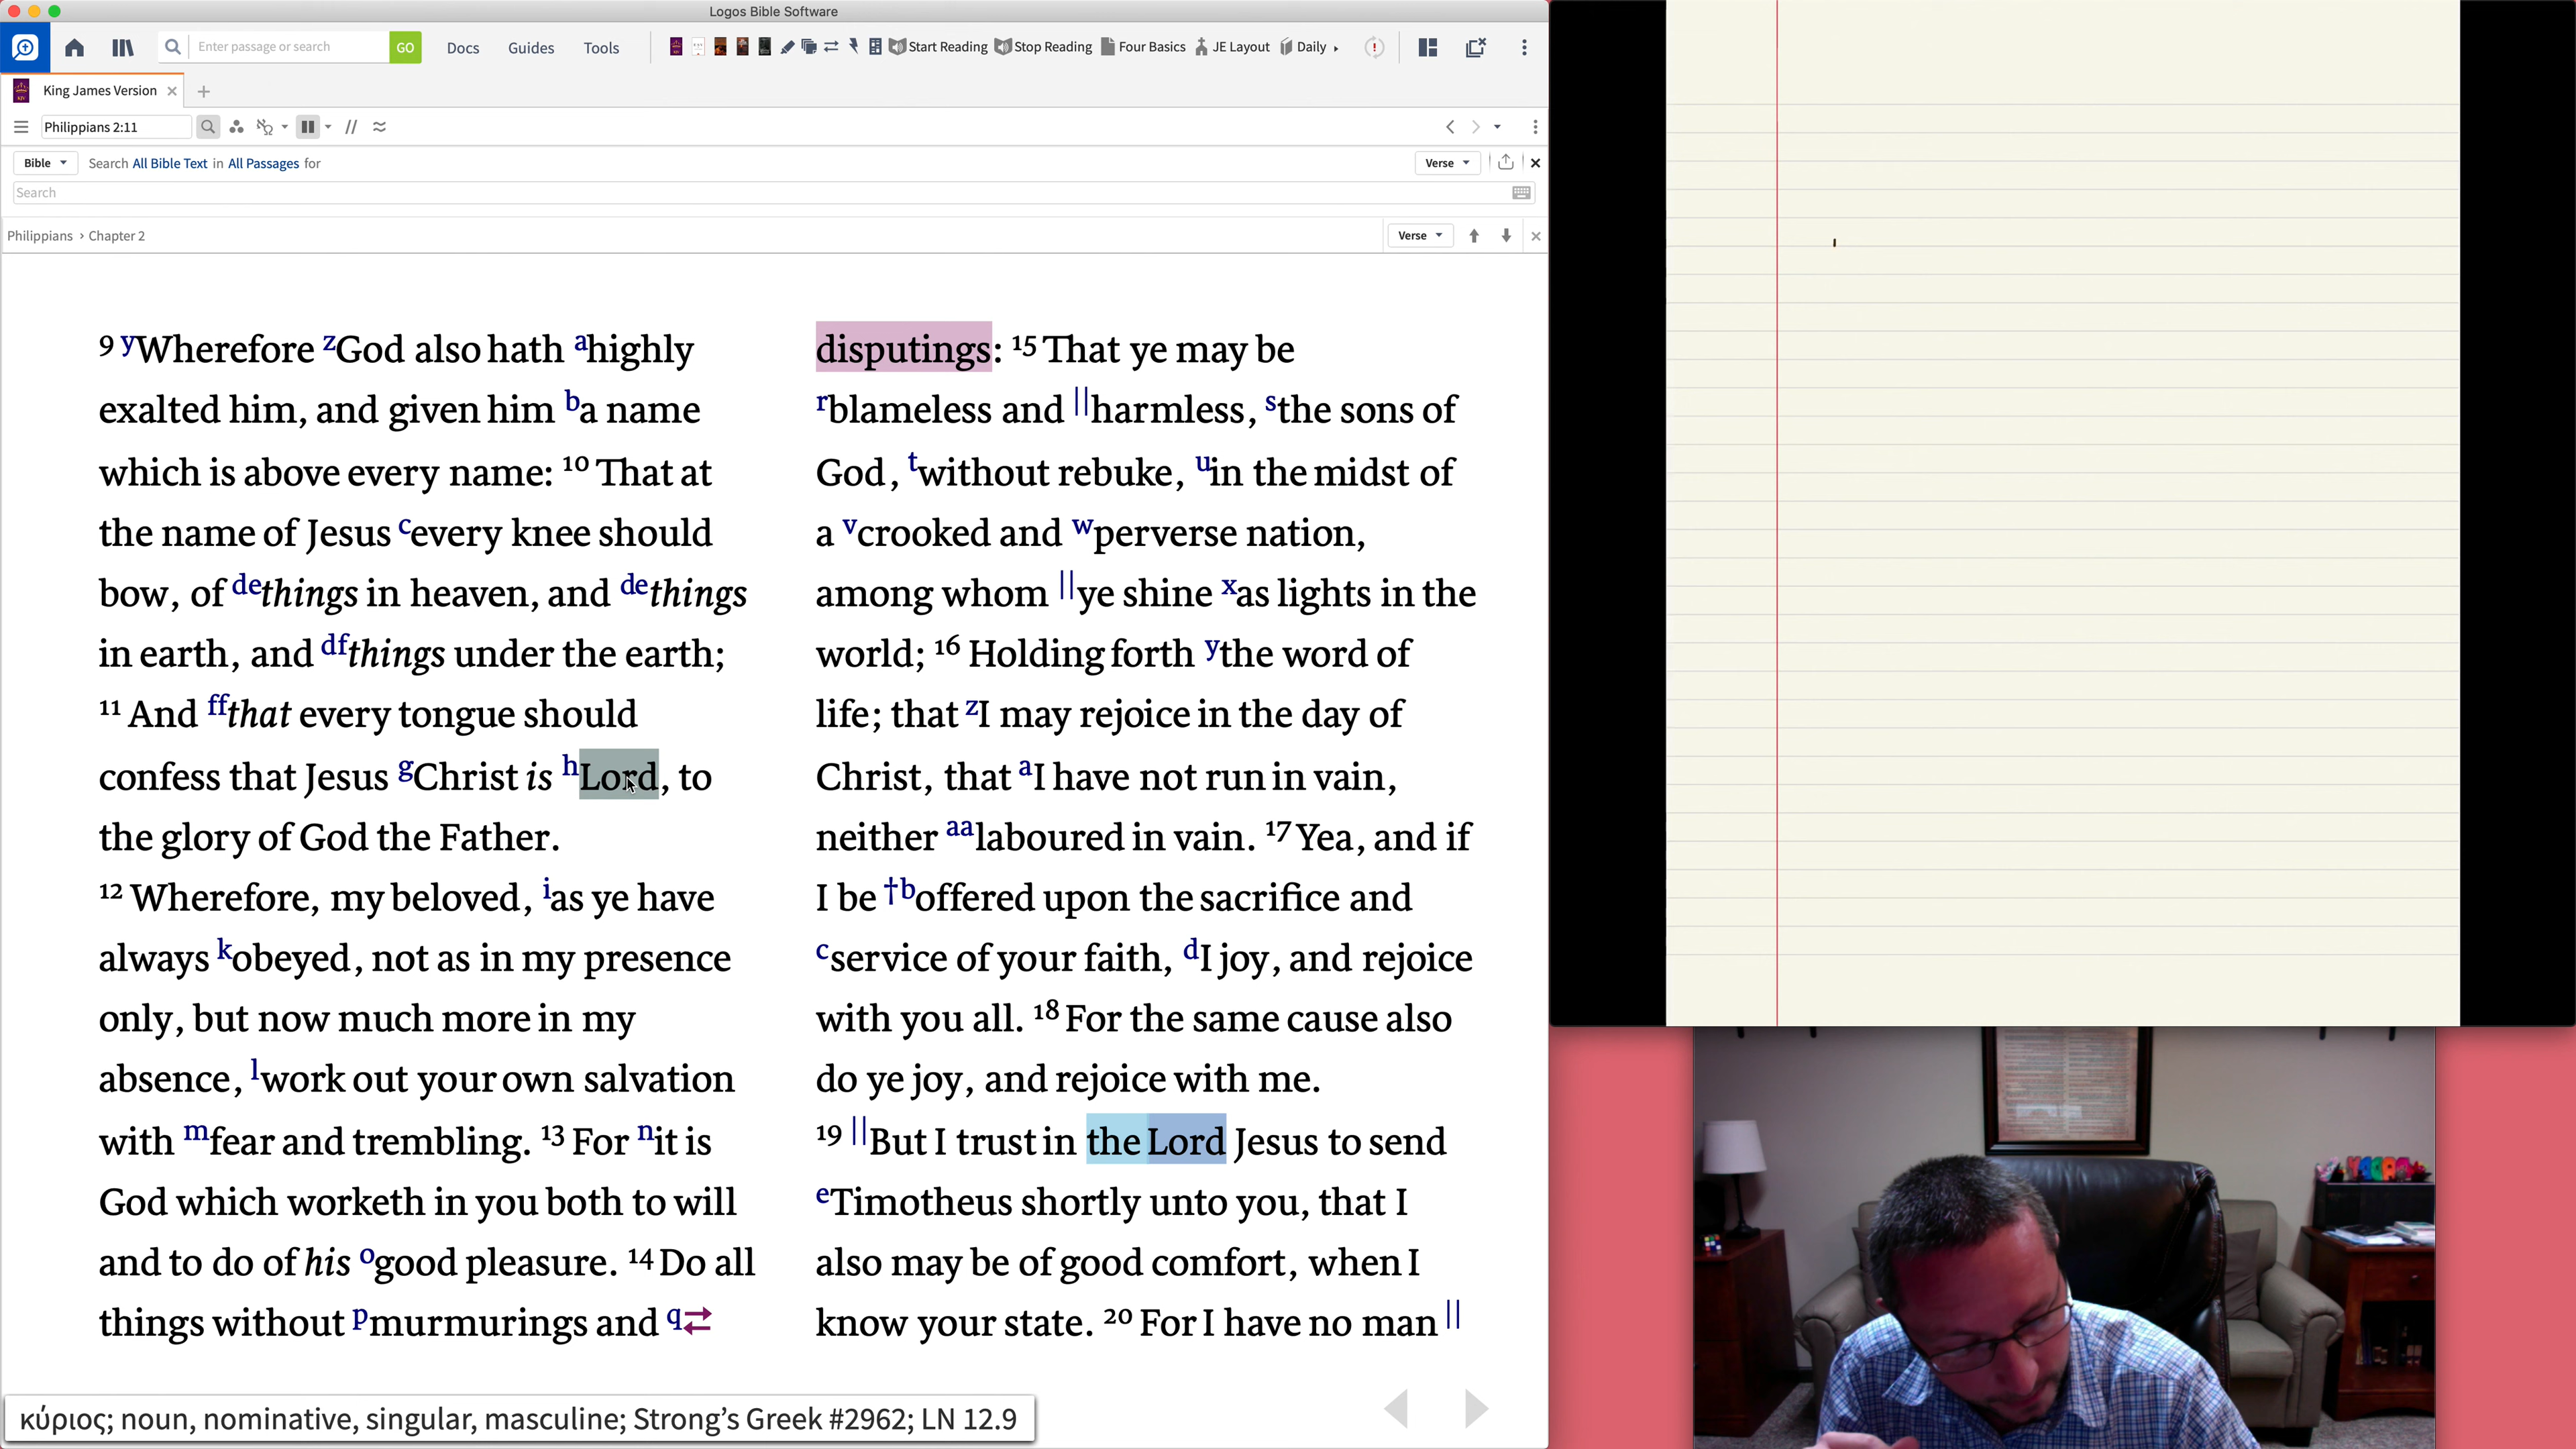 Logos Bible Software
Enter passage or search
GO
Docs
Guides
Tools
Start Reading
Stop Reading
Four Basics
JE Layout
Daily
King James Version
Philippians 2:11
Bible
Search All Bible Text in All Passages for
Verse
Search
Philippians › Chapter 2
Verse
9 yWherefore zGod also hath ahighly
exalted him, and given him ba name
which is above every name: 10 That at
the name of Jesus cevery knee should
bow, of dethings in heaven, and dethings
in earth, and dfthings under the earth;
11 And ffthat every tongue should
confess that Jesus gChrist is hLord, to
the glory of God the Father.
12 Wherefore, my beloved, ias ye have
always kobeyed, not as in my presence
only, but now much more in my
absence, lwork out your own salvation
with mfear and trembling. 13 For nit is
God which worketh in you both to will
and to do of his ogood pleasure. 14 Do all
things without pmurmurings and q⇄
disputings: 15 That ye may be
rblameless and ||harmless, sthe sons of
God, twithout rebuke, uin the midst of
a vcrooked and wperverse nation,
among whom ||ye shine xas lights in the
world; 16 Holding forth ythe word of
life; that zI may rejoice in the day of
Christ, that aI have not run in vain,
neither aalaboured in vain. 17 Yea, and if
I be †boffered upon the sacrifice and
cservice of your faith, dI joy, and rejoice
with you all. 18 For the same cause also
do ye joy, and rejoice with me.
19 ||But I trust in the Lord Jesus to send
eTimotheus shortly unto you, that I
also may be of good comfort, when I
know your state. 20 For I have no man ||
κύριος; noun, nominative, singular, masculine; Strong’s Greek #2962; LN 12.9